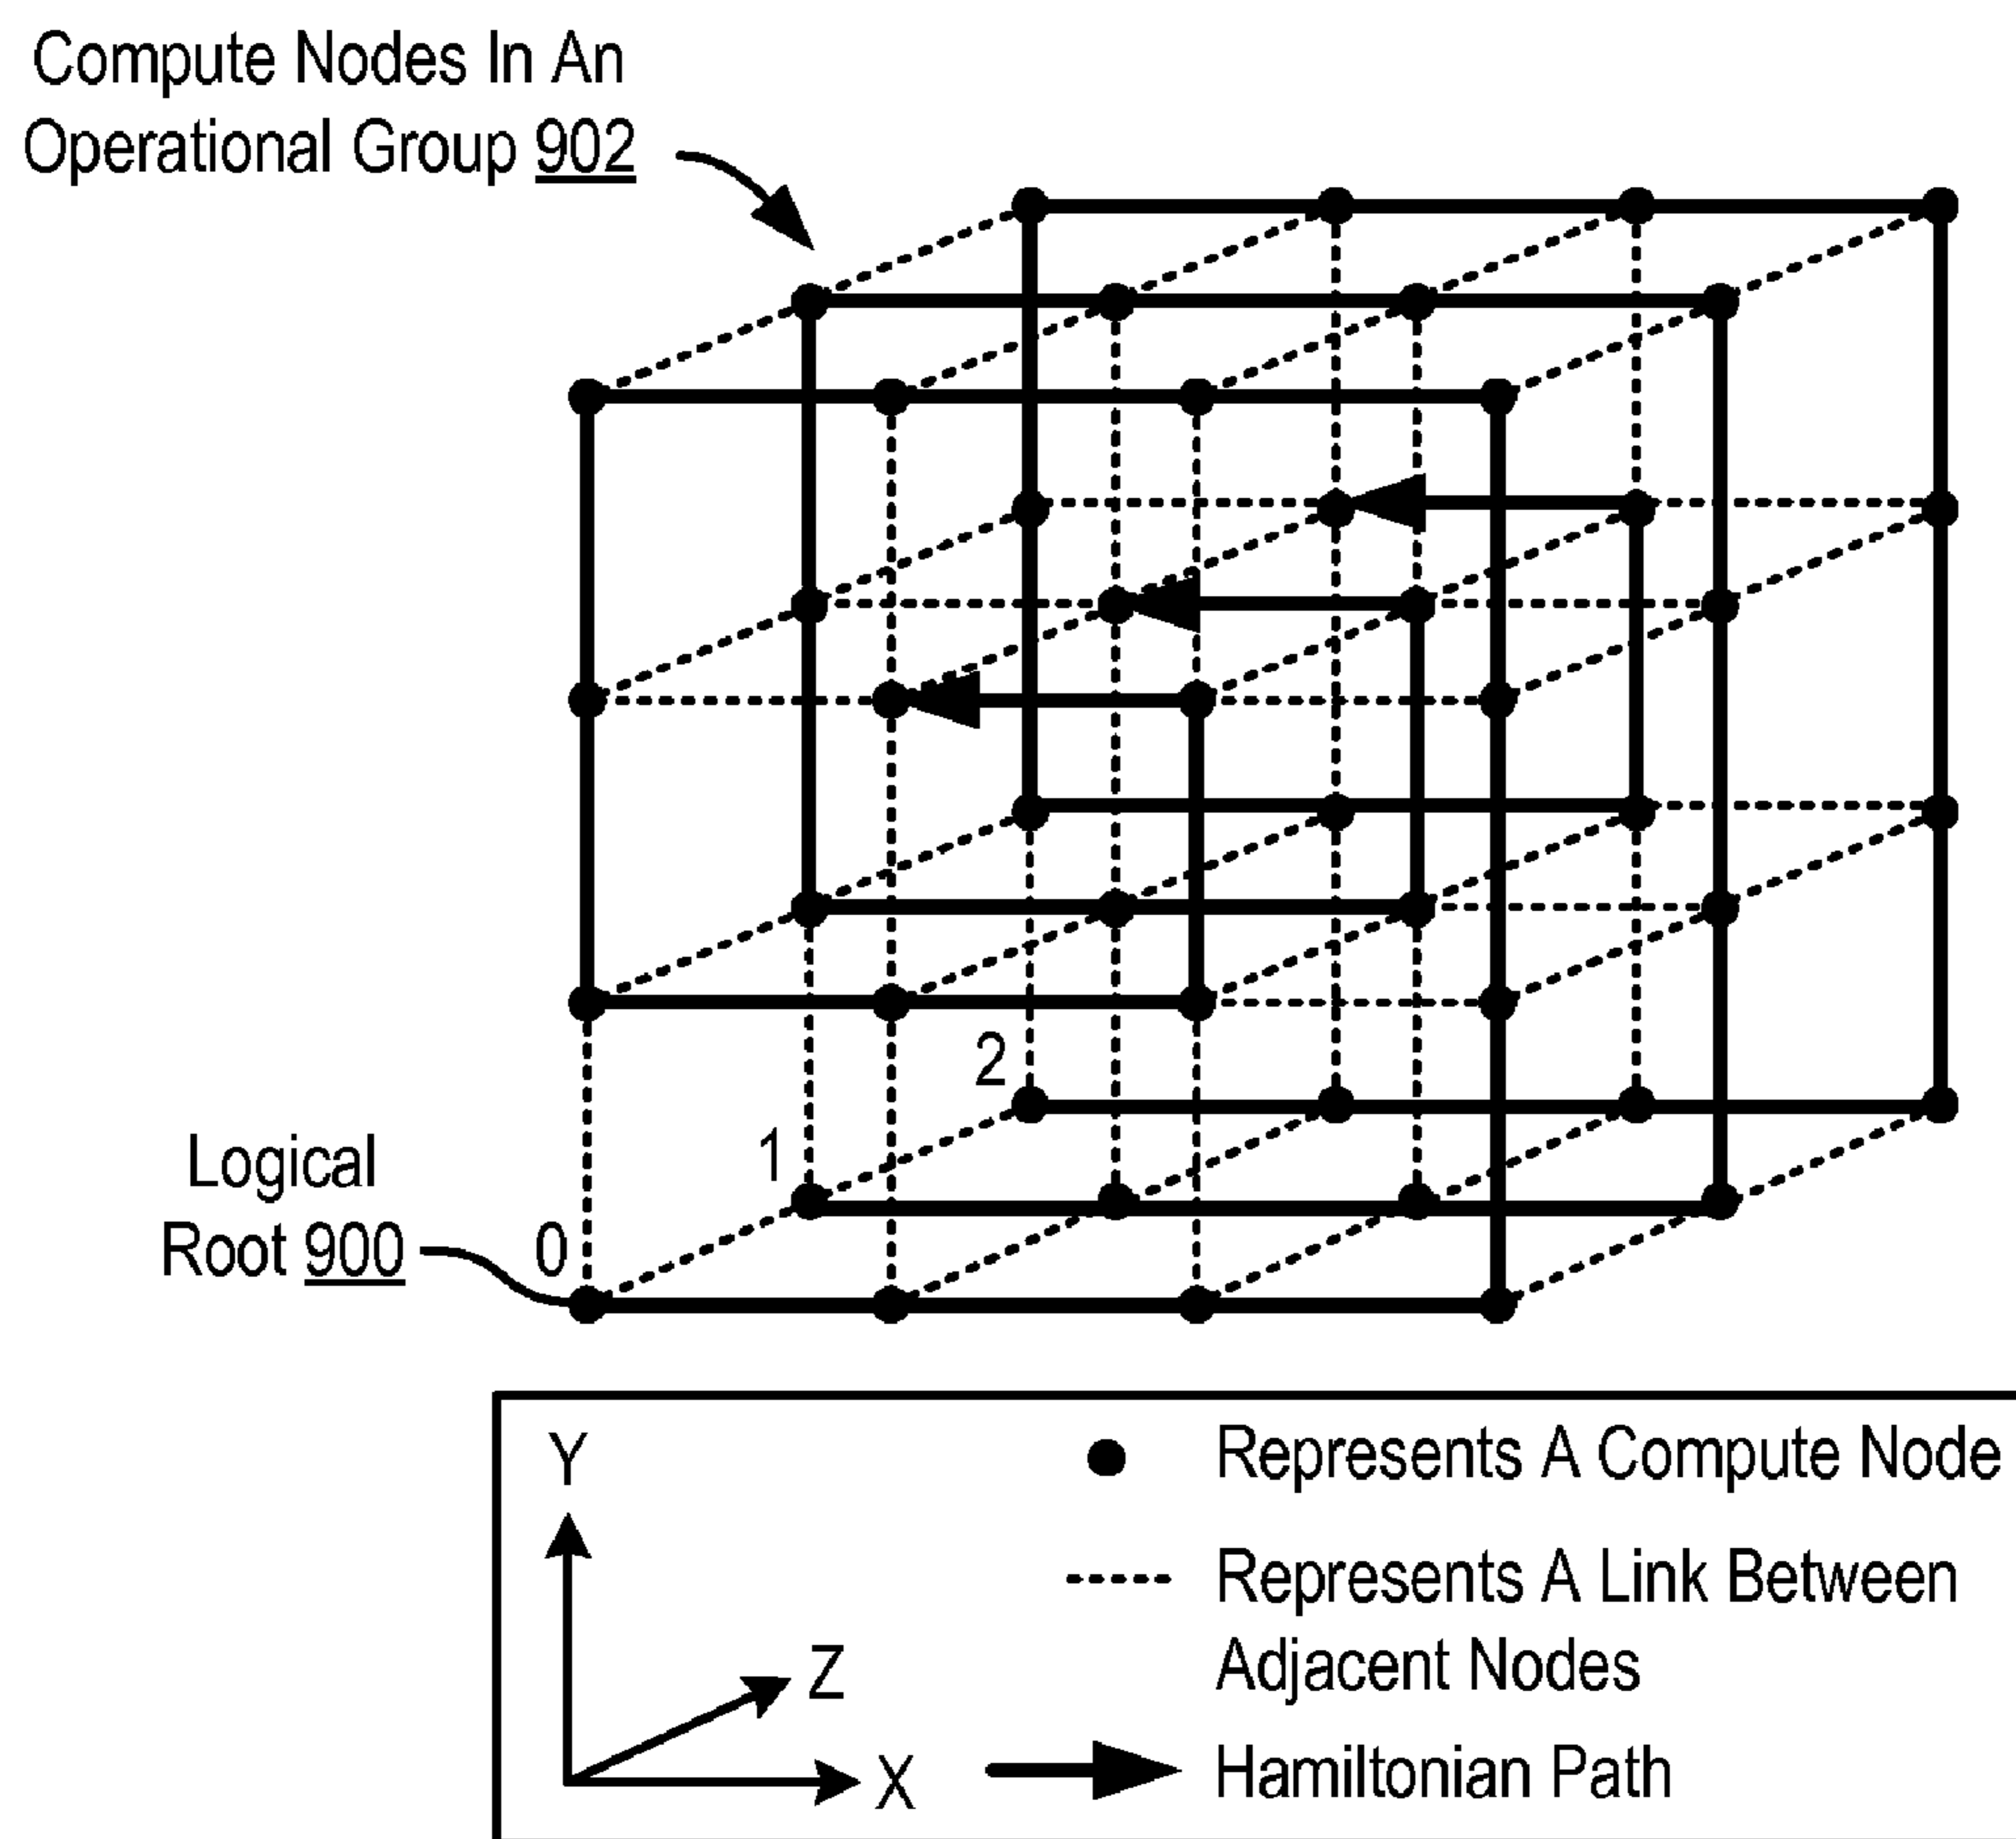 Compute Nodes In An
Operational Group 902
2
1
Logical
Root 900
0
Y
Z
X
Represents A Compute Node
Represents A Link Between
Adjacent Nodes
Hamiltonian Path